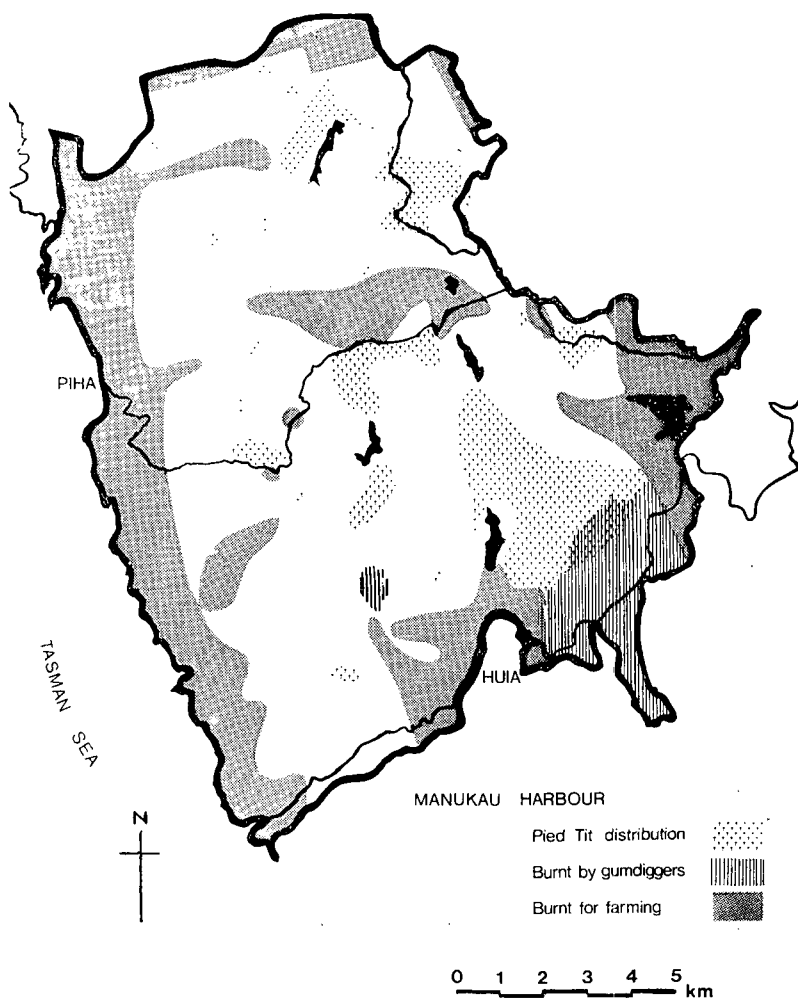 PIHA
HUIA
TASMAN SEA
MANUKAU HARBOUR
N
Pied Tit distribution
Burnt by gumdiggers
Burnt for farming
0 1 2 3 4 5 km